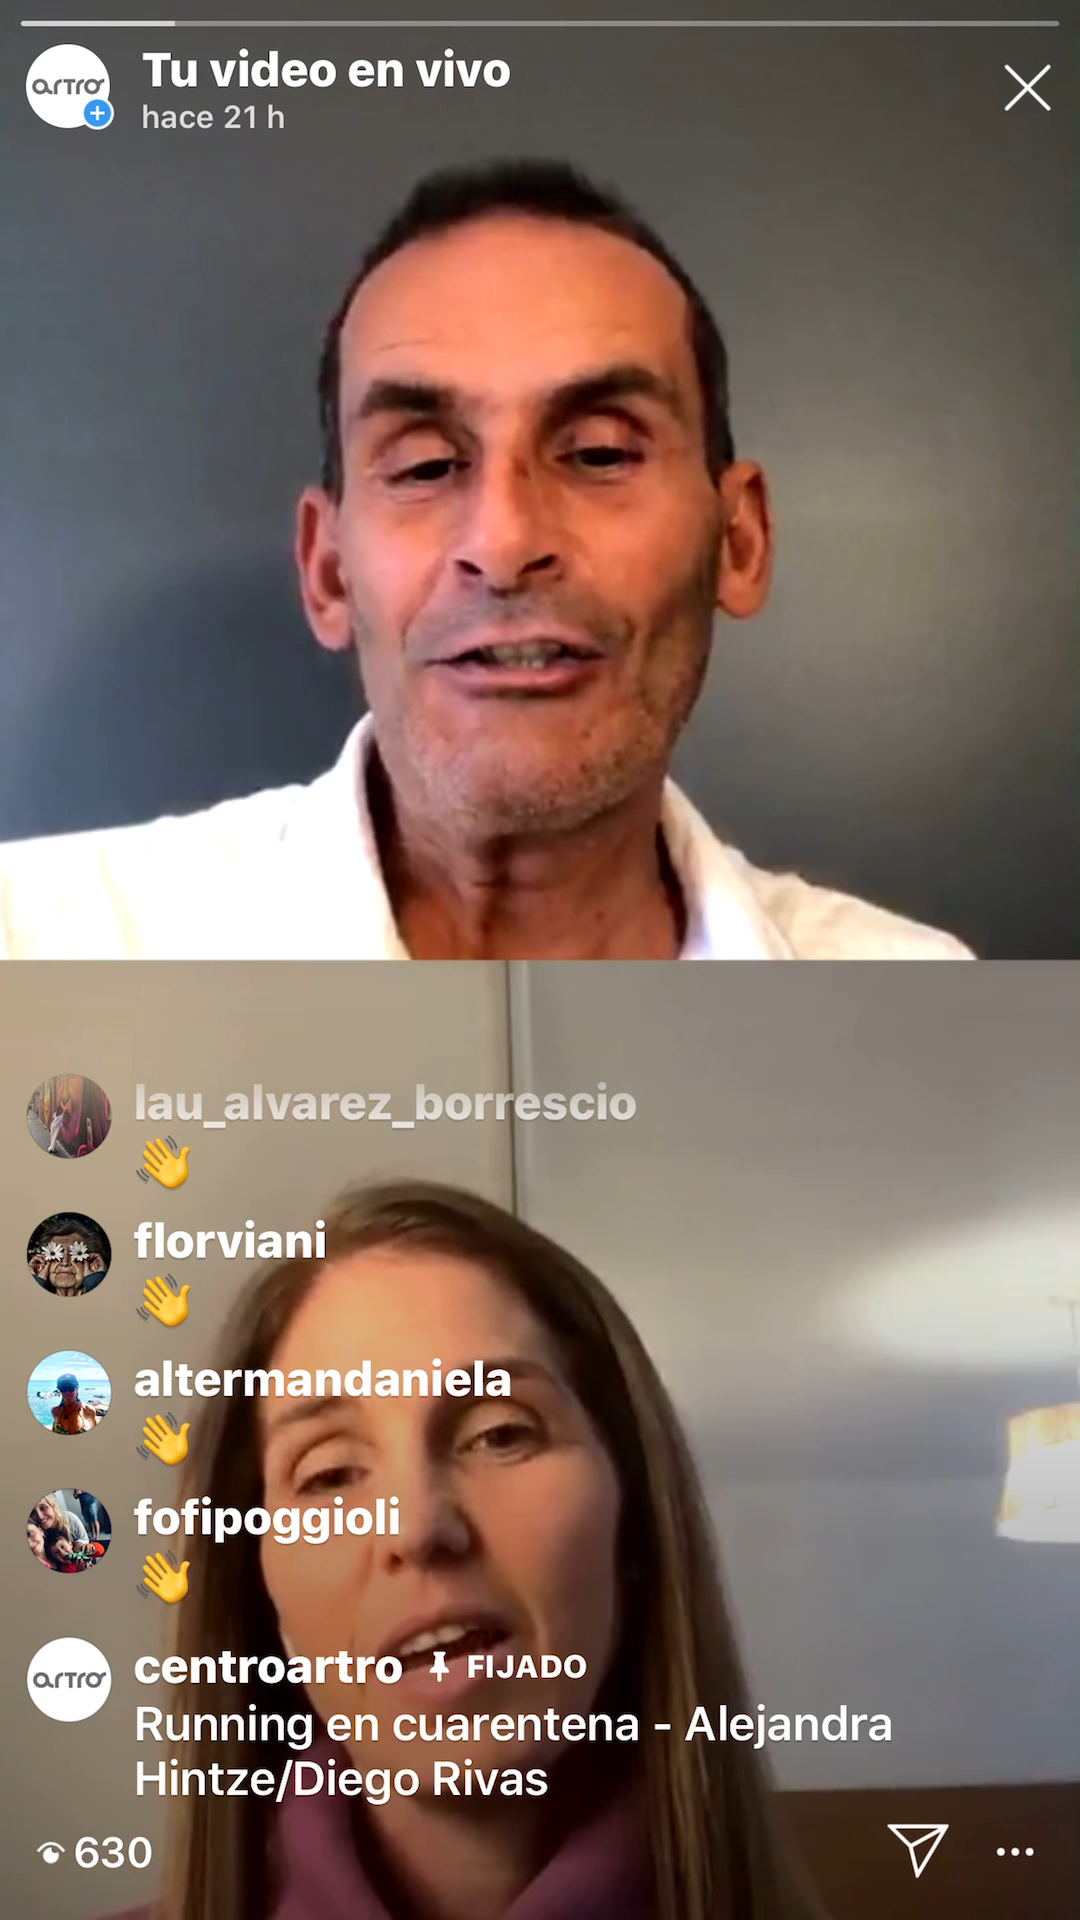 artro
Tu video en vivo
hace 21 h
lau_alvarez_borrescio
👋
florviani
👋
altermandaniela
👋
fofipoggioli
👋
artro
centroartro FIJADO
Running en cuarentena - Alejandra
Hintze/Diego Rivas
630